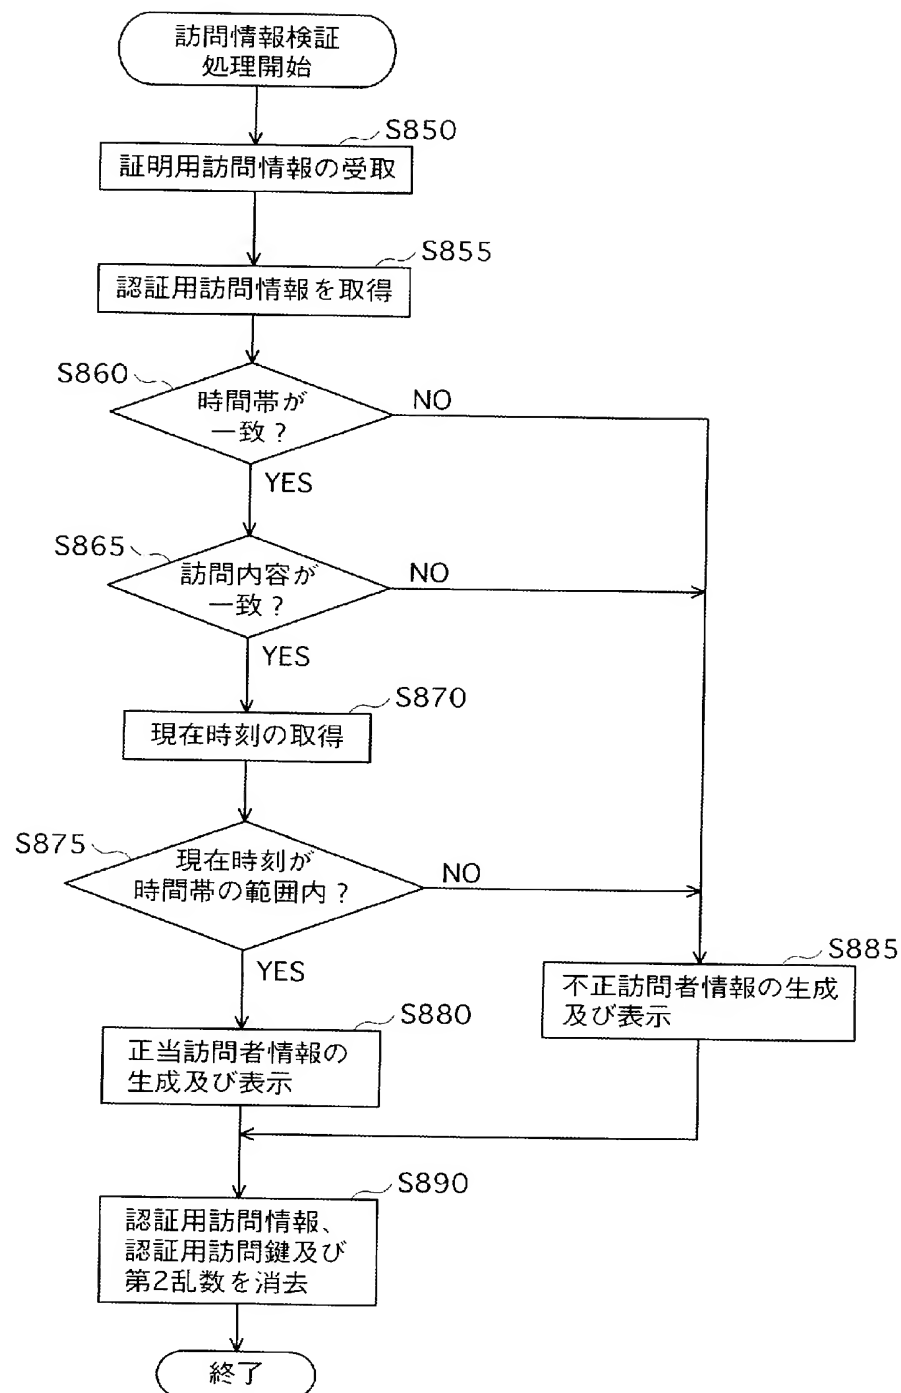 訪問情報検証
処理開始
S850
証明用訪問情報の受取
S855
認証用訪問情報を取得
S860
時間帯が
一致？
NO
YES
S865
訪問内容が
一致？
NO
YES
S870
現在時刻の取得
S875
現在時刻が
時間帯の範囲内？
NO
YES
S885
不正訪問者情報の生成
及び表示
S880
正当訪問者情報の
生成及び表示
S890
認証用訪問情報、
認証用訪問鍵及び
第2乱数を消去
終了